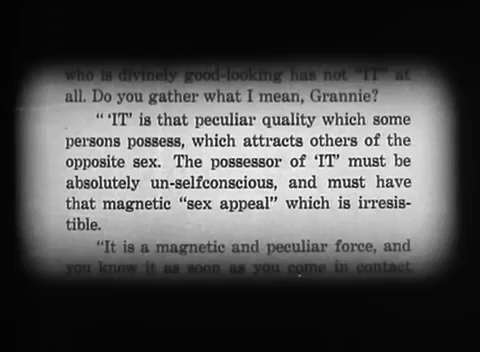 who is divinely good-looking has not "IT" at
all. Do you gather what I mean, Grannie?
" 'IT' is that peculiar quality which some
persons possess, which attracts others of the
opposite sex. The possessor of 'IT' must be
absolutely un-selfconscious, and must have
that magnetic "sex appeal" which is irresis-
tible.
"It is a magnetic and peculiar force, and
you know it as soon as you come in contact